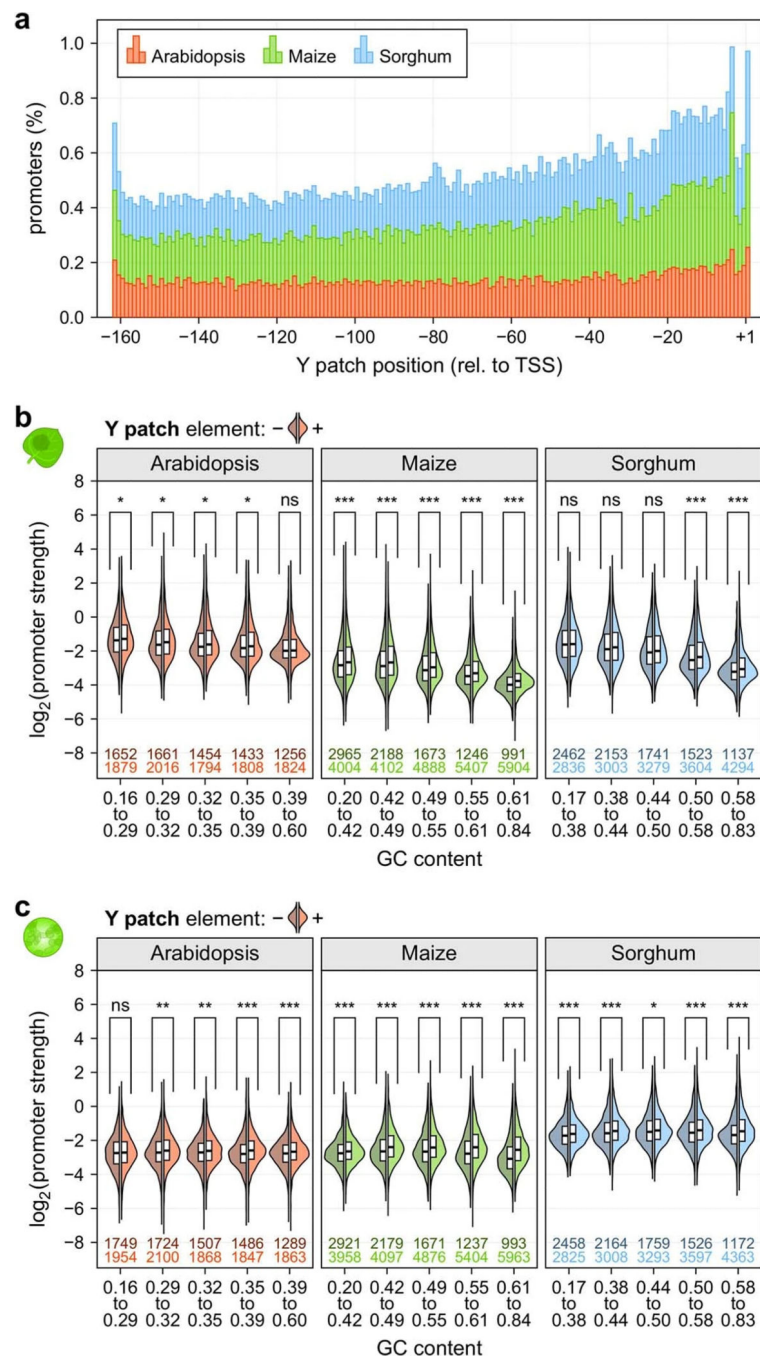 a
1.0
0.8
0.6
0.4
0.2
0.0
promoters (%)
Arabidopsis Maize Sorghum
−160 −140 −120 −100 −80 −60 −40 −20 +1
Y patch position (rel. to TSS)
b
Y patch element: − +
Arabidopsis Maize Sorghum
8
6
4
2
0
−2
−4
−6
−8
log2(promoter strength)
* * * * ns *** *** *** *** *** ns ns ns *** ***
1652 1661 1454 1433 1256 2965 2188 1673 1246 991 2462 2153 1741 1523 1137
1879 2016 1794 1808 1824 4004 4102 4888 5407 5904 2836 3003 3279 3604 4294
0.16 0.29 0.32 0.35 0.39 0.20 0.42 0.49 0.55 0.61 0.17 0.38 0.44 0.50 0.58
to to to to to to to to to to to to to to to
0.29 0.32 0.35 0.39 0.60 0.42 0.49 0.55 0.61 0.84 0.38 0.44 0.50 0.58 0.83
GC content
c
Y patch element: − +
Arabidopsis Maize Sorghum
8
6
4
2
0
−2
−4
−6
−8
log2(promoter strength)
ns ** ** *** *** *** *** *** *** *** *** *** * *** ***
1749 1724 1507 1486 1289 2921 2179 1671 1237 993 2458 2164 1759 1526 1172
1954 2100 1868 1847 1863 3958 4097 4876 5404 5963 2825 3008 3293 3597 4363
0.16 0.29 0.32 0.35 0.39 0.20 0.42 0.49 0.55 0.61 0.17 0.38 0.44 0.50 0.58
to to to to to to to to to to to to to to to
0.29 0.32 0.35 0.39 0.60 0.42 0.49 0.55 0.61 0.84 0.38 0.44 0.50 0.58 0.83
GC content